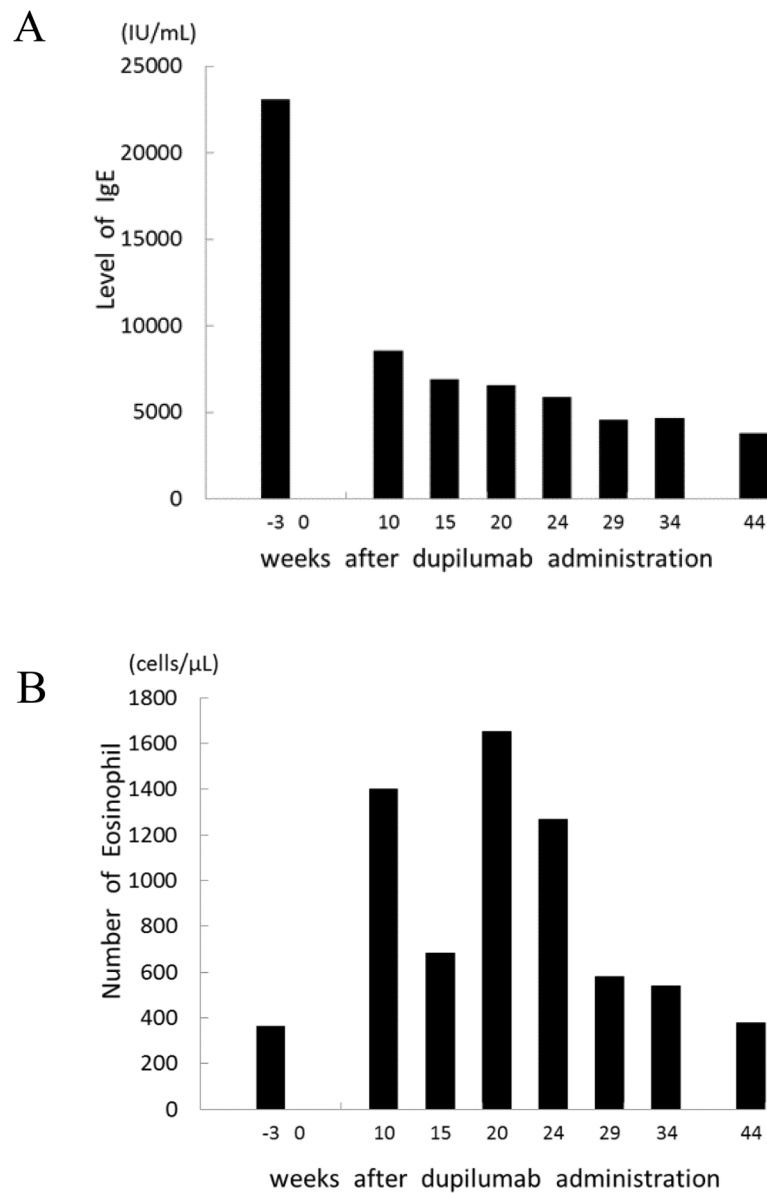 A
(IU/mL)
25000
20000
15000
10000
5000
0
Level of IgE
-3 0 10 15 20 24 29 34 44
weeks after dupilumab administration
B
(cells/μL)
1800
1600
1400
1200
1000
800
600
400
200
0
Number of Eosinophil
-3 0 10 15 20 24 29 34 44
weeks after dupilumab administration